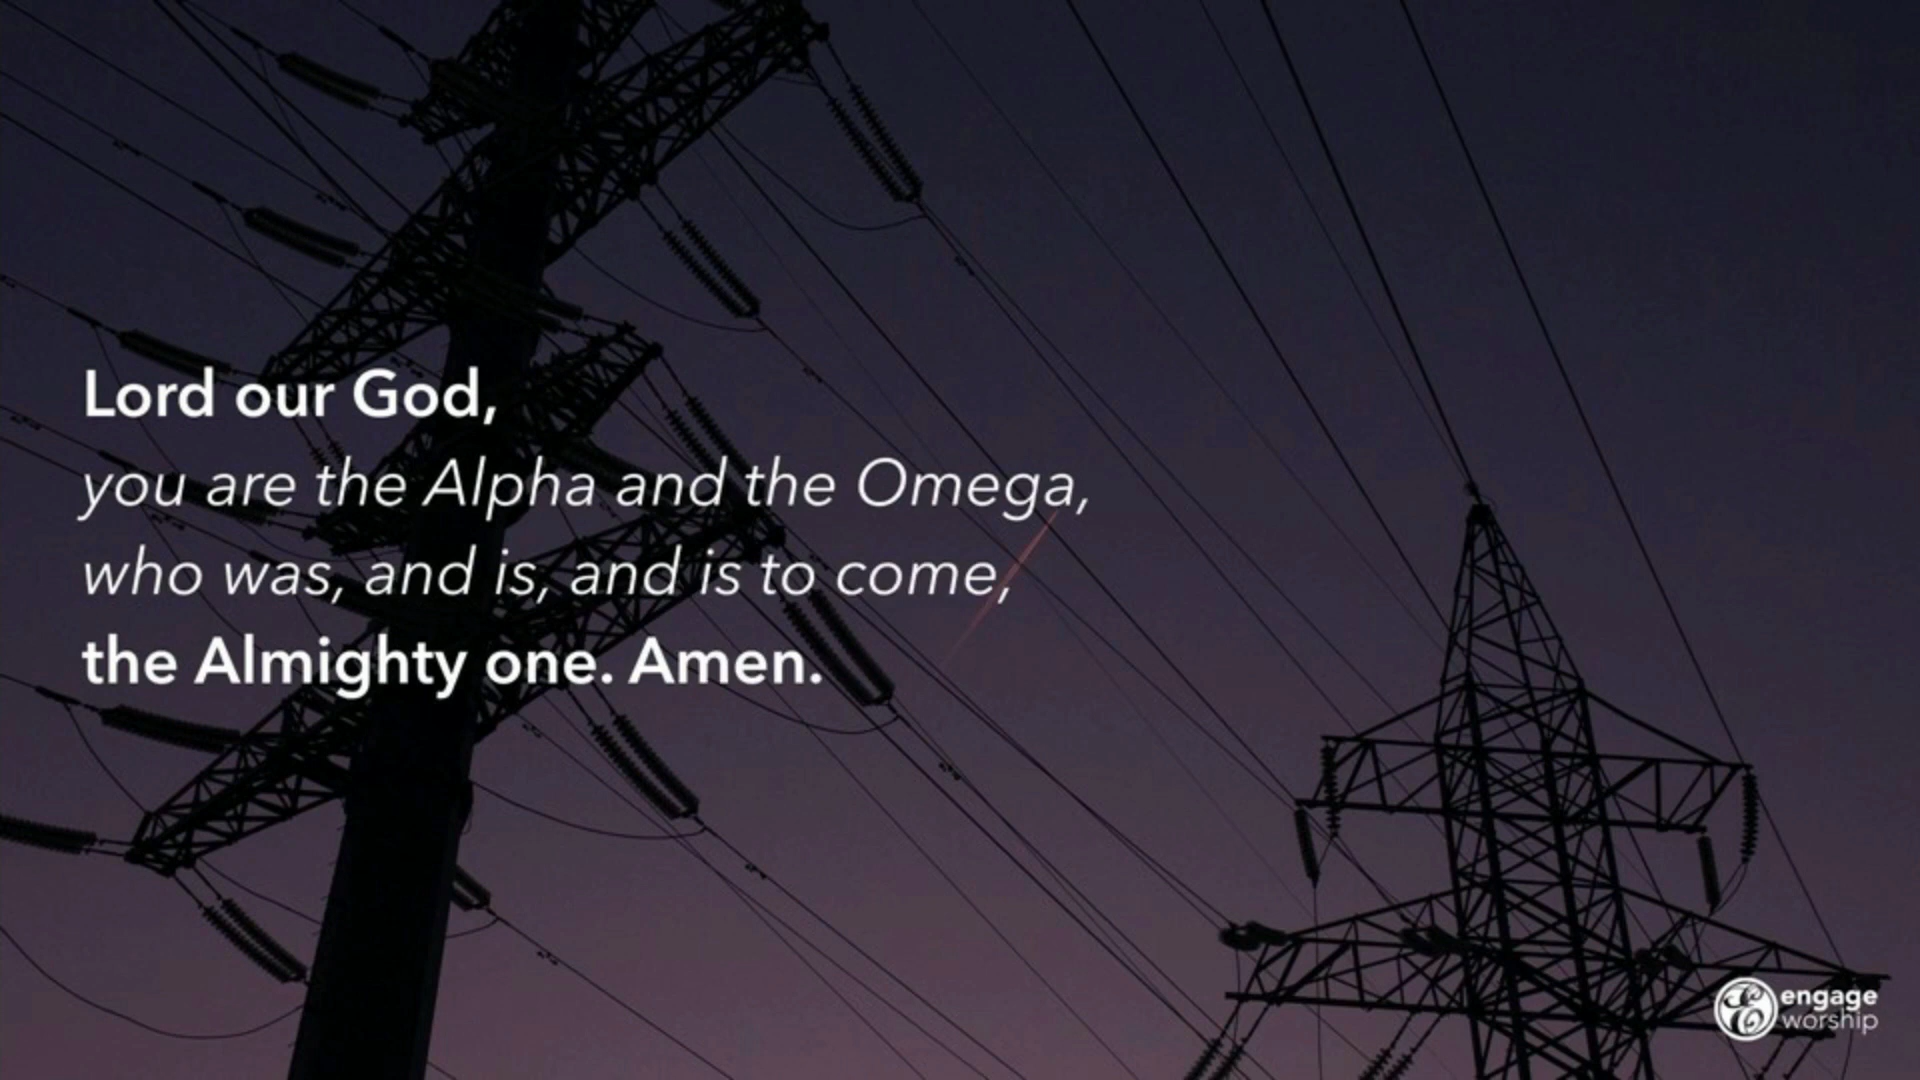 Lord our God,
you are the Alpha and the Omega,
who was, and is, and is to come,
the Almighty one. Amen.
engage
worship